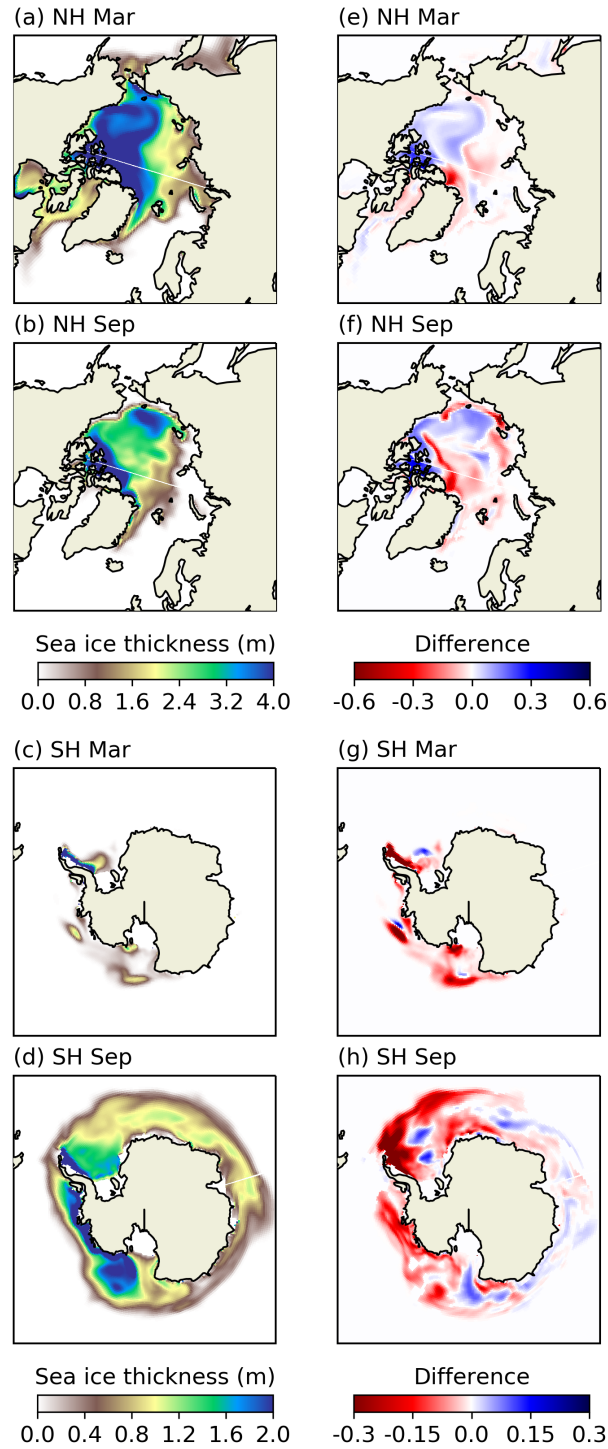 (a) NH Mar
(e) NH Mar
(b) NH Sep
(f) NH Sep
Sea ice thickness (m)
0.0 0.8 1.6 2.4 3.2 4.0
Difference
-0.6 -0.3 0.0 0.3 0.6
(c) SH Mar
(g) SH Mar
(d) SH Sep
(h) SH Sep
Sea ice thickness (m)
0.0 0.4 0.8 1.2 1.6 2.0
Difference
-0.3 -0.15 0.0 0.15 0.3